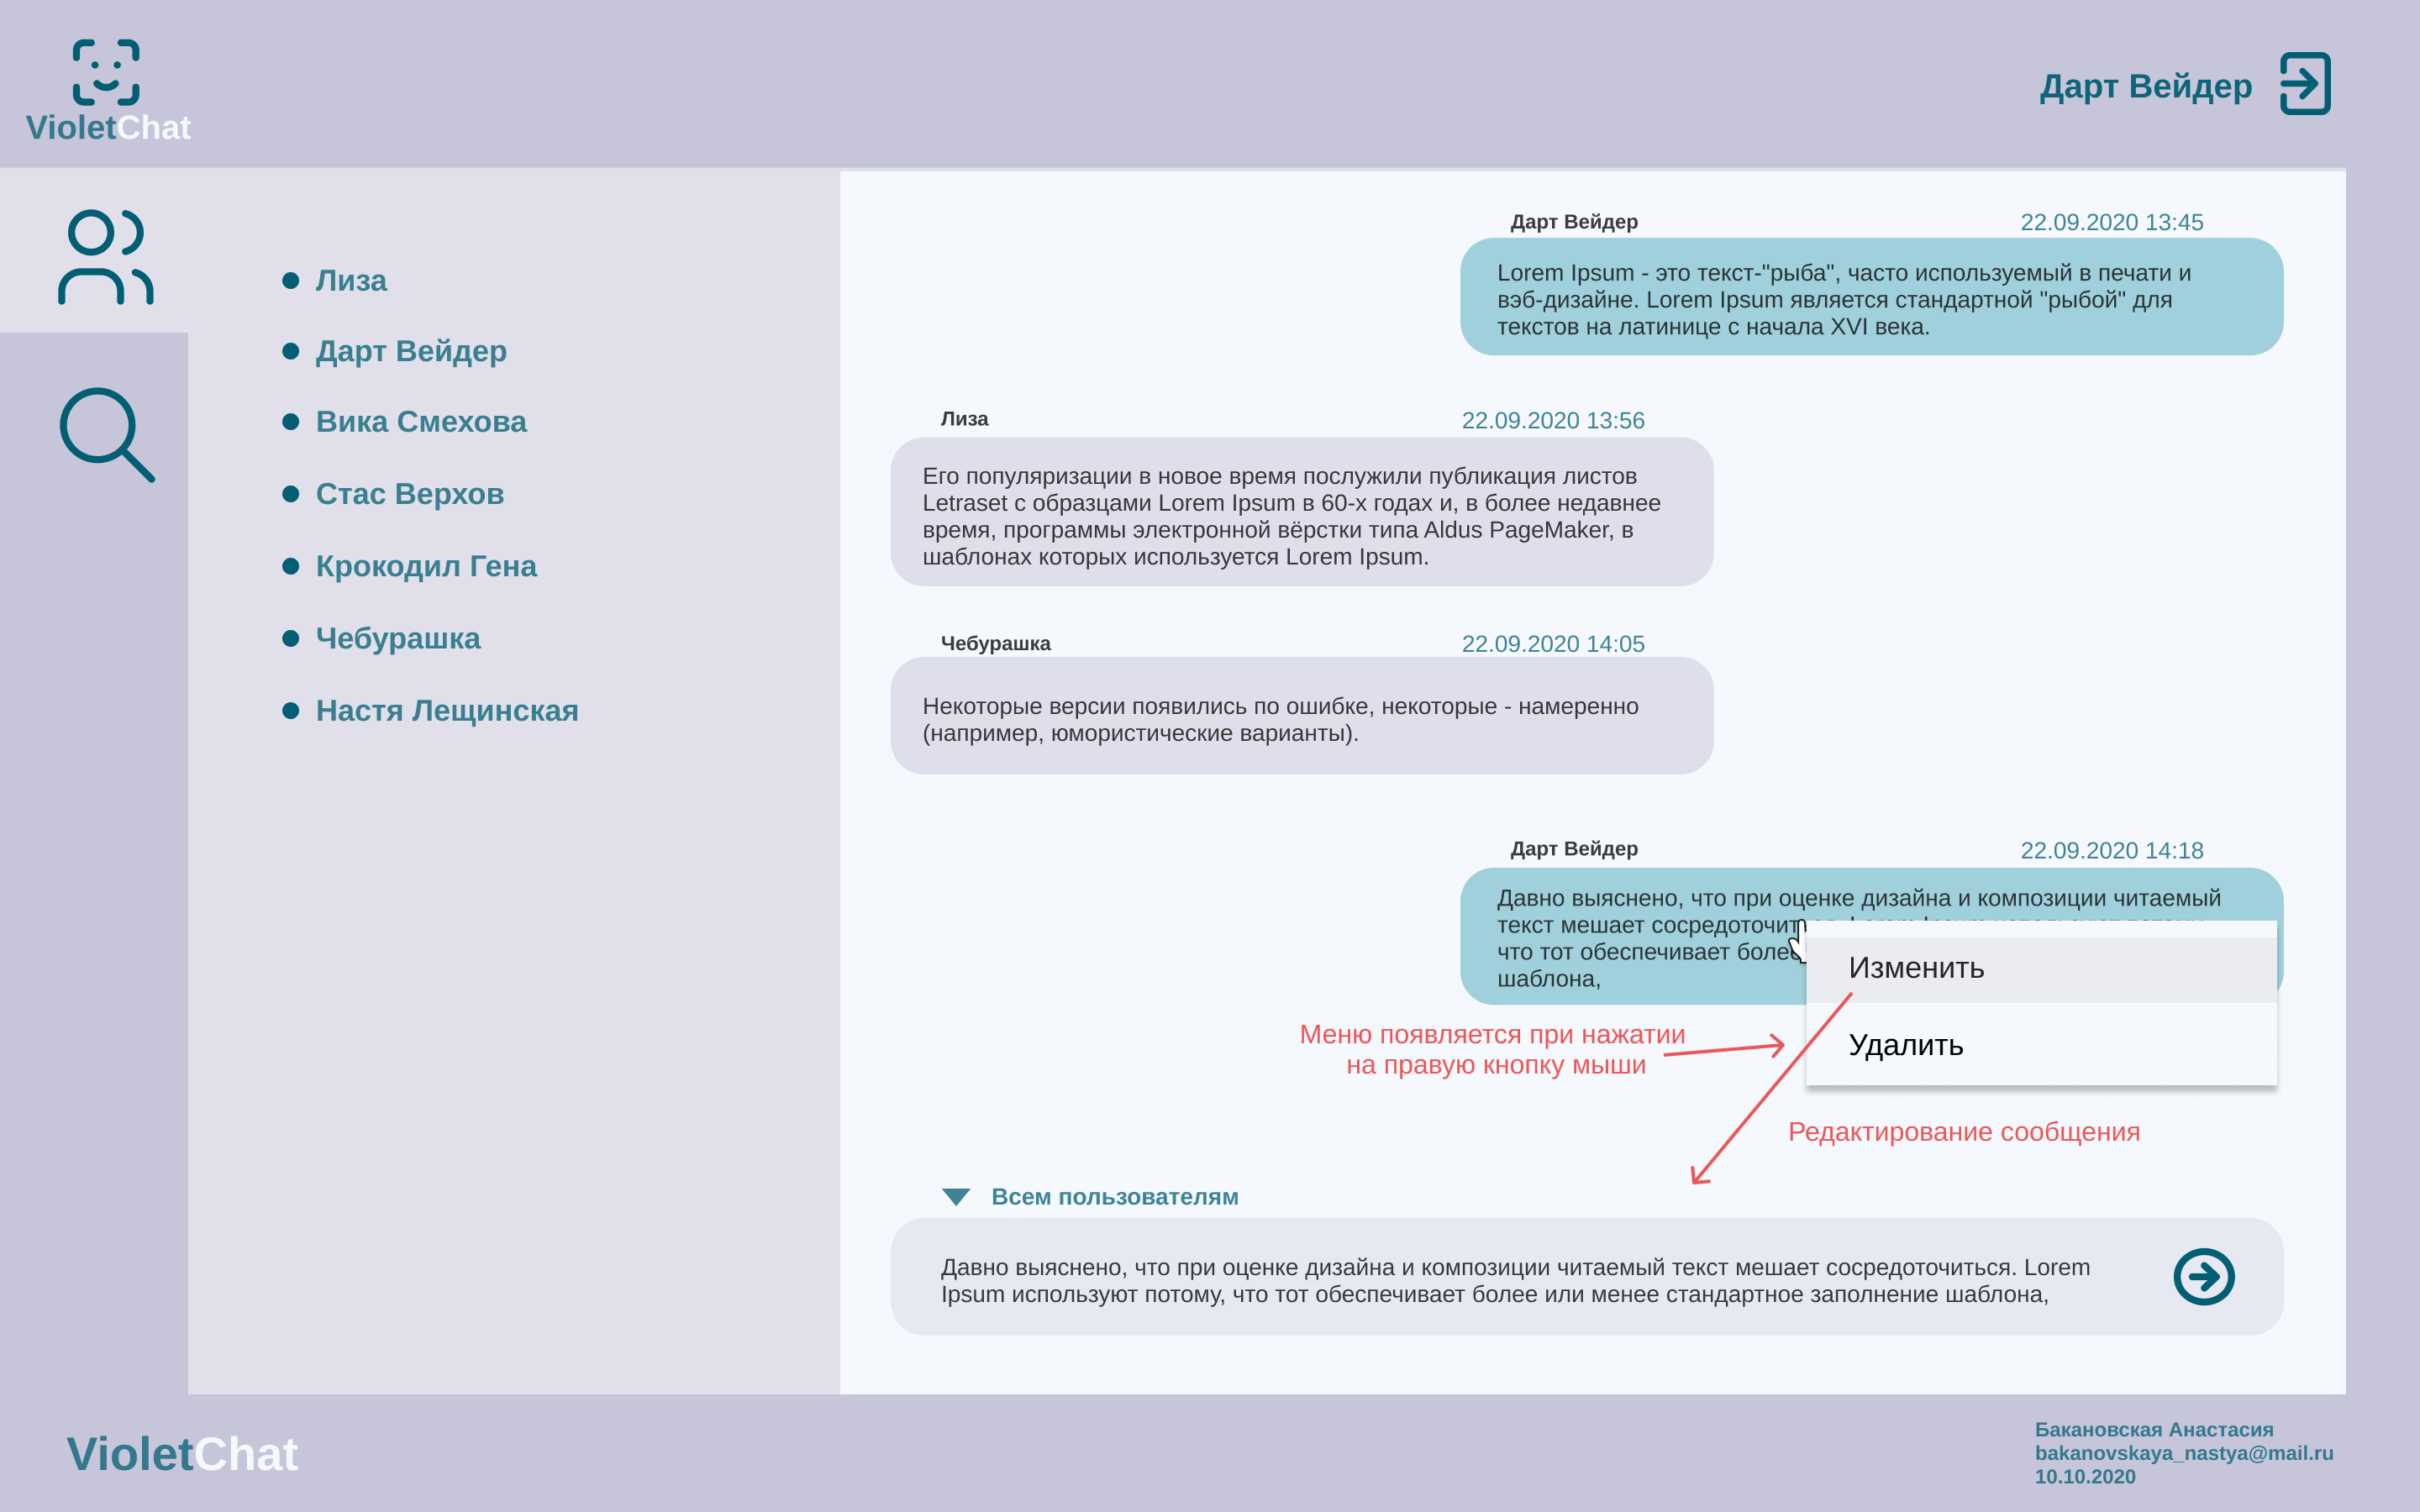 VioletChat
Дарт Вейдер
Лиза
Дарт Вейдер
Вика Смехова
Стас Верхов
Крокодил Гена
Чебурашка
Настя Лещинская
Дарт Вейдер 22.09.2020 13:45
Lorem Ipsum - это текст-"рыба", часто используемый в печати и
вэб-дизайне. Lorem Ipsum является стандартной "рыбой" для
текстов на латинице с начала XVI века.
Лиза 22.09.2020 13:56
Его популяризации в новое время послужили публикация листов
Letraset с образцами Lorem Ipsum в 60-х годах и, в более недавнее
время, программы электронной вёрстки типа Aldus PageMaker, в
шаблонах которых используется Lorem Ipsum.
Чебурашка 22.09.2020 14:05
Некоторые версии появились по ошибке, некоторые - намеренно
(например, юмористические варианты).
Дарт Вейдер 22.09.2020 14:18
Давно выяснено, что при оценке дизайна и композиции читаемый
текст мешает
что тот обеспечивает более
шаблона,
Изменить
Удалить
Меню появляется при нажатии
на правую кнопку мыши
Редактирование сообщения
Всем пользователям
Давно выяснено, что при оценке дизайна и композиции читаемый текст мешает сосредоточиться. Lorem
Ipsum используют потому, что тот обеспечивает более или менее стандартное заполнение шаблона,
VioletChat
Бакановская Анастасия
bakanovskaya_nastya@mail.ru
10.10.2020